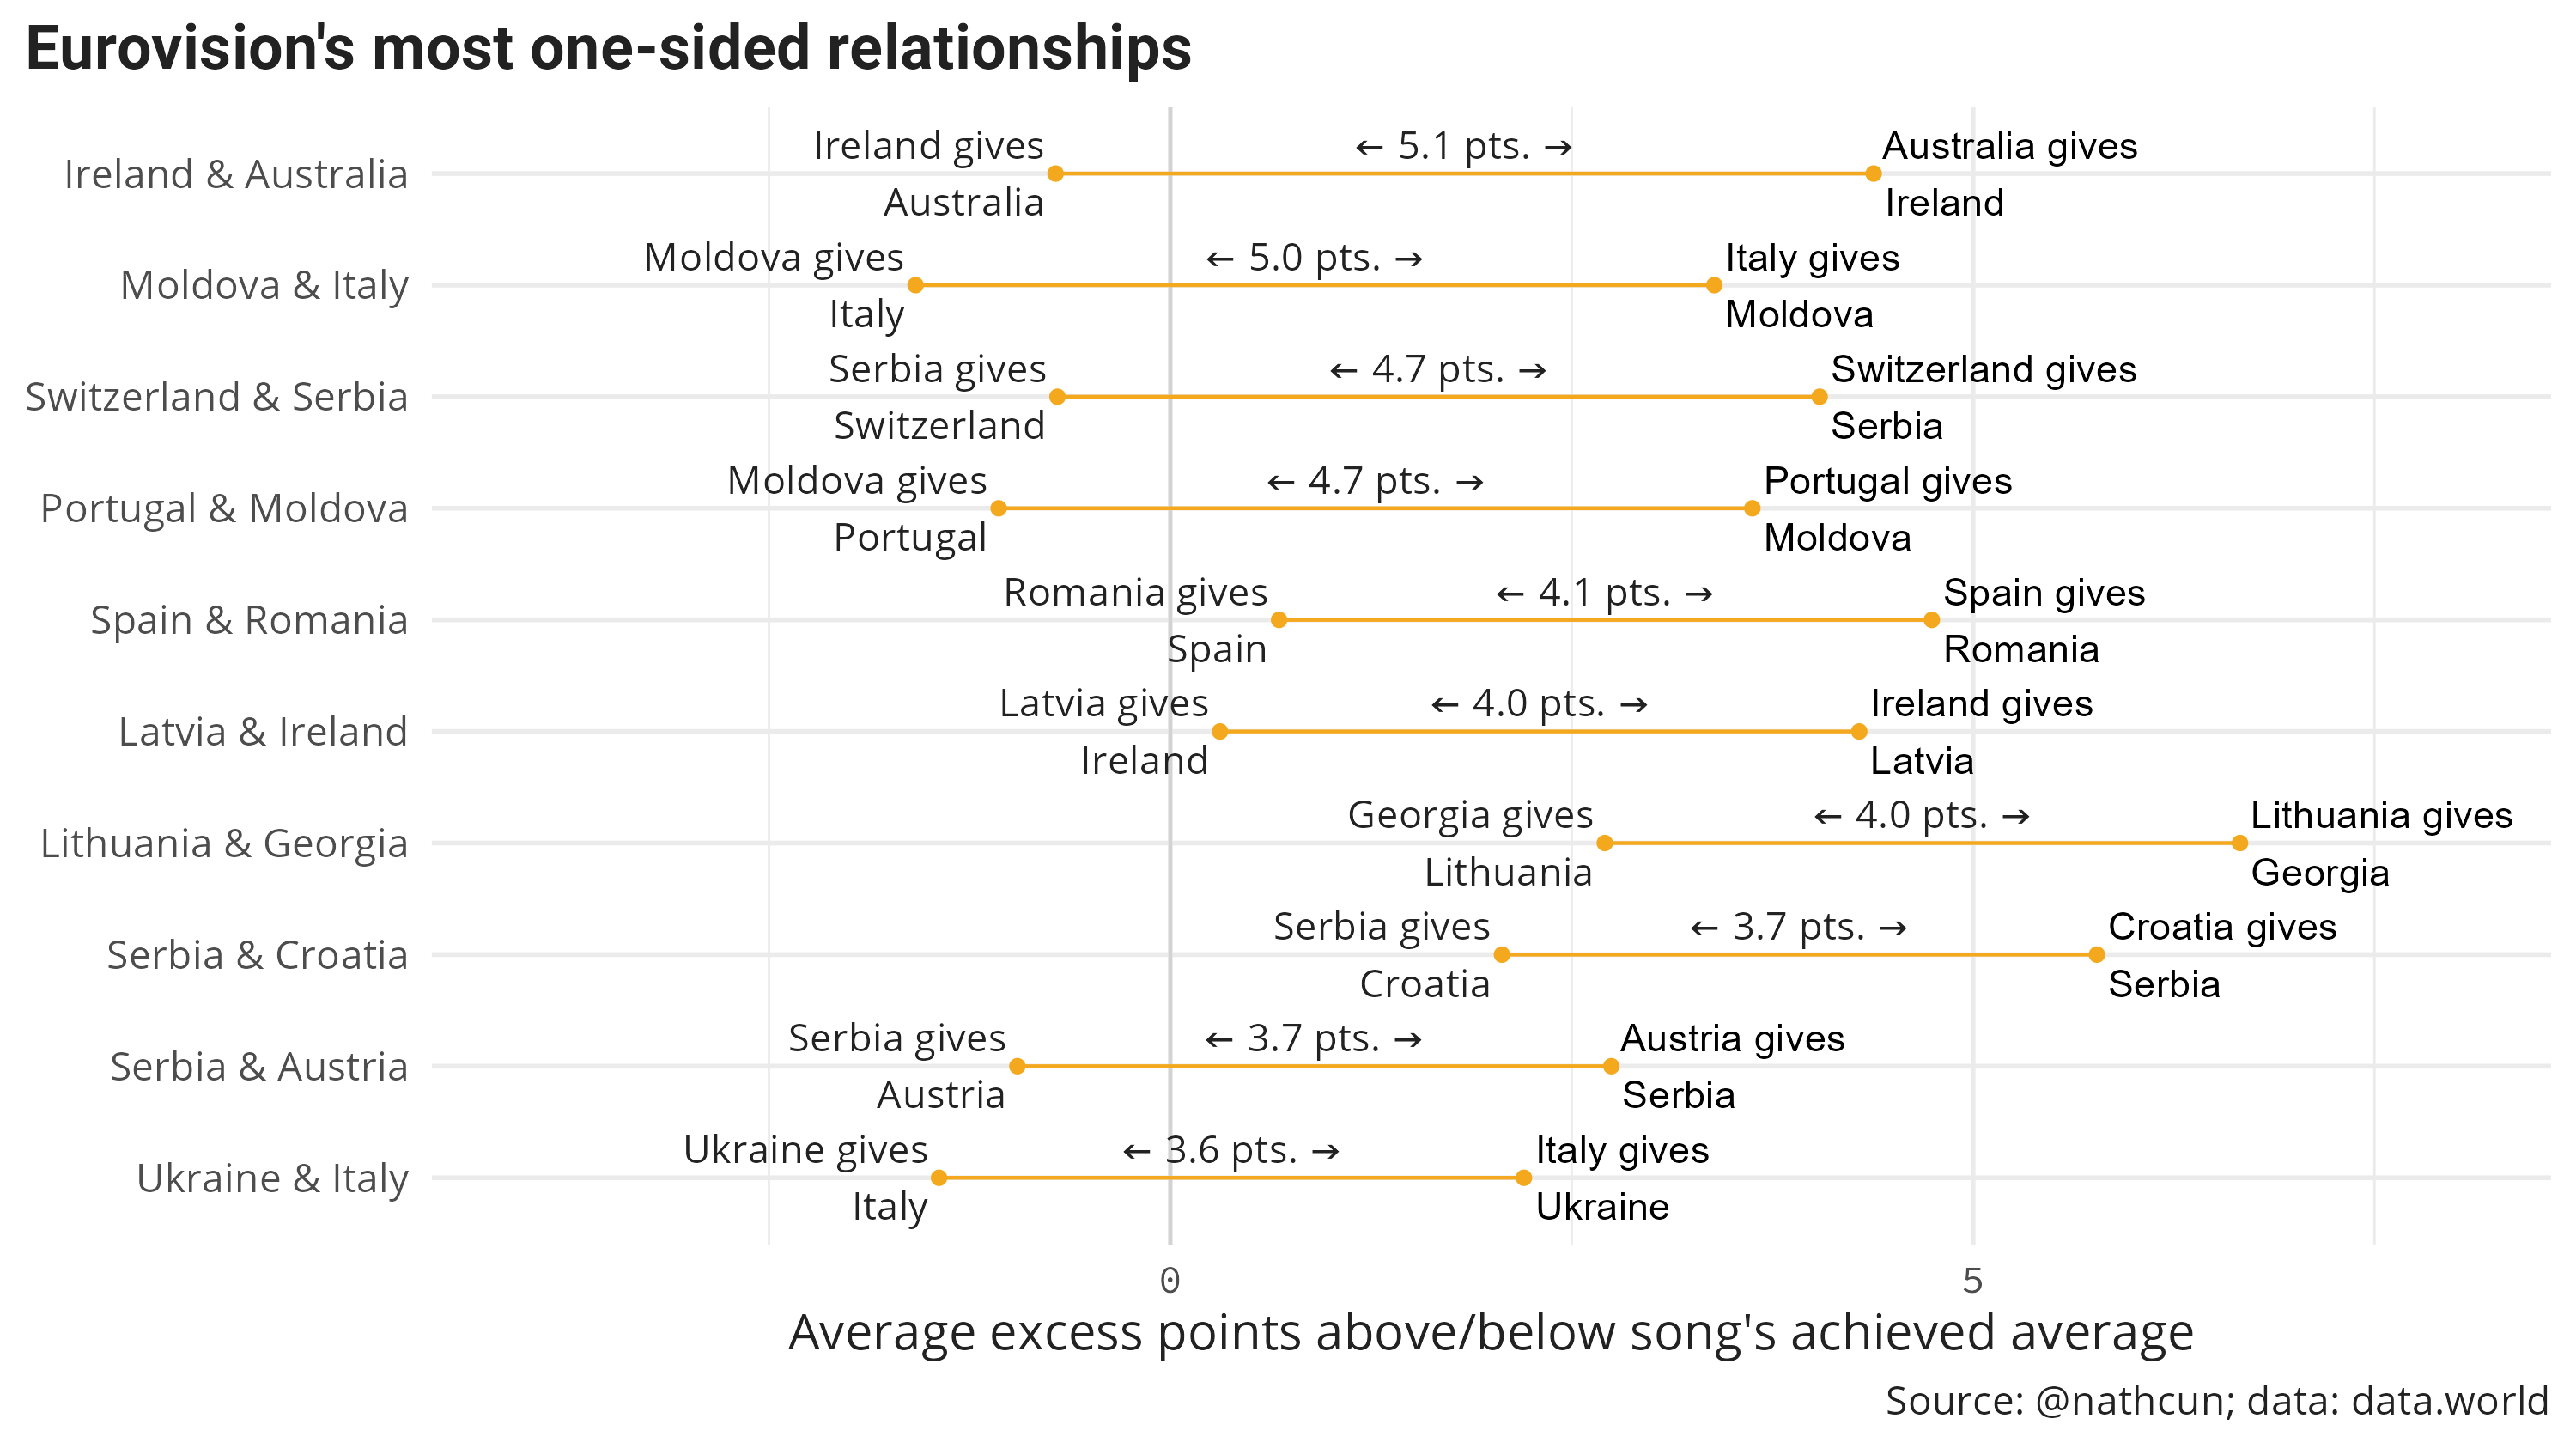 Eurovision's most one-sided relationships
Ireland & Australia
Ireland gives
Australia
← 5.1 pts. →
Australia gives
Ireland
Moldova & Italy
Moldova gives
Italy
← 5.0 pts. →
Italy gives
Moldova
Switzerland & Serbia
Serbia gives
Switzerland
← 4.7 pts. →
Switzerland gives
Serbia
Portugal & Moldova
Moldova gives
Portugal
← 4.7 pts. →
Portugal gives
Moldova
Spain & Romania
Romania gives
Spain
← 4.1 pts. →
Spain gives
Romania
Latvia & Ireland
Latvia gives
Ireland
← 4.0 pts. →
Ireland gives
Latvia
Lithuania & Georgia
Georgia gives
Lithuania
← 4.0 pts. →
Lithuania gives
Georgia
Serbia & Croatia
Serbia gives
Croatia
← 3.7 pts. →
Croatia gives
Serbia
Serbia & Austria
Serbia gives
Austria
← 3.7 pts. →
Austria gives
Serbia
Ukraine & Italy
Ukraine gives
Italy
← 3.6 pts. →
Italy gives
Ukraine
0
5
Average excess points above/below song's achieved average
Source: @nathcun; data: data.world